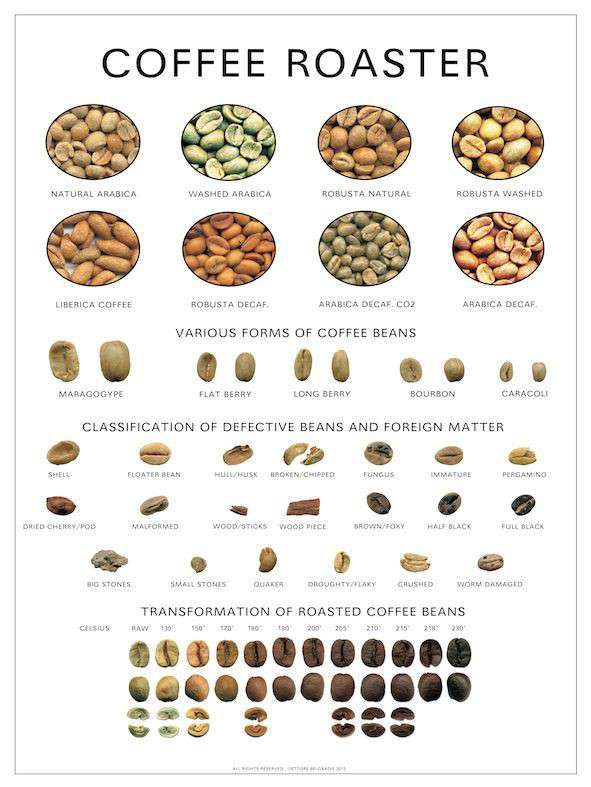 COFFEE ROASTER
NATURAL ARABICA WASHED ARABICA ROBUSTA NATURAL ROBUSTA WASHED
LIBERICA COFFEE ROBUSTA DECAF. ARABICA DECAF. CO2 ARABICA DECAF.
VARIOUS FORMS OF COFFEE BEANS
MARAGOGYPE FLAT BERRY LONG BERRY BOURBON CARACOLI
CLASSIFICATION OF DEFECTIVE BEANS AND FOREIGN MATTER
SHELL FLOATER BEAN HULL/HUSK BROKEN/CHIPPED FUNGUS IMMATURE PERGAMINO
DRIED CHERRY/POD MALFORMED WOOD/STICKS WOOD PIECE BROWN/FOXY HALF BLACK FULL BLACK
BIG STONES SMALL STONES QUAKER DROUGHTY/FLAKY CRUSHED WORM DAMAGED
TRANSFORMATION OF ROASTED COFFEE BEANS
CELSIUS RAW 130° 150° 170° 180° 190° 200° 205° 210° 215° 218° 230°
ALL RIGHTS RESERVED